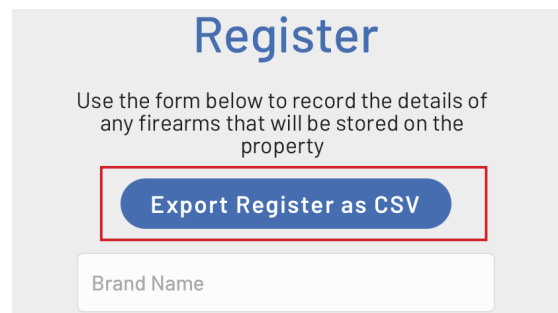 Register
Use the form below to record the details of
any firearms that will be stored on the
property
Export Register as CSV
Brand Name